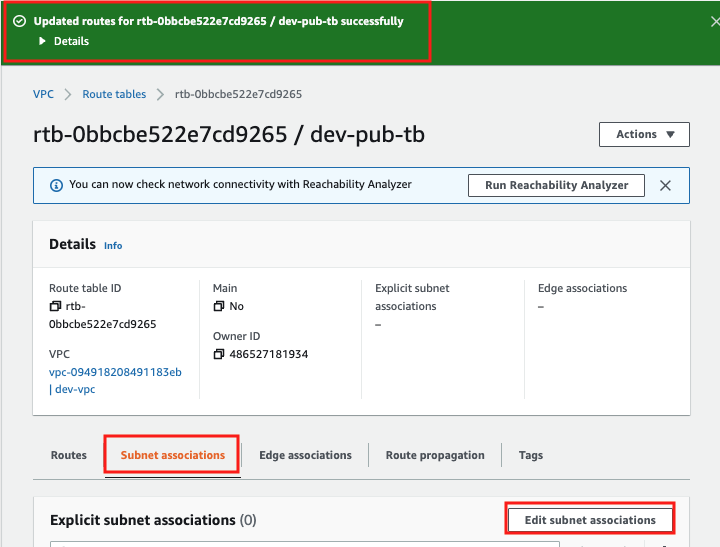 Updated routes for rtb-0bbcbe522e7cd9265 / dev-pub-tb successfully
Details
VPC > Route tables > rtb-0bbcbe522e7cd9265
rtb-0bbcbe522e7cd9265 / dev-pub-tb
Actions
You can now check network connectivity with Reachability Analyzer
Run Reachability Analyzer
Details Info
Route table ID
rtb-
0bbcbe522e7cd9265
VPC
vpc-094918208491183eb
| dev-vpc
Main
No
Owner ID
486527181934
Explicit subnet
associations
–
Edge associations
–
Routes
Subnet associations
Edge associations
Route propagation
Tags
Explicit subnet associations (0)
Edit subnet associations